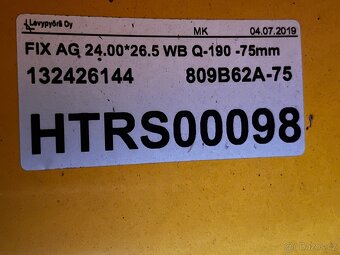 Levypyörä Oy MK 04.07.2019
FIX AG 24.00*26.5 WB Q-190 -75mm
132426144 809B62A-75
HTRS00098